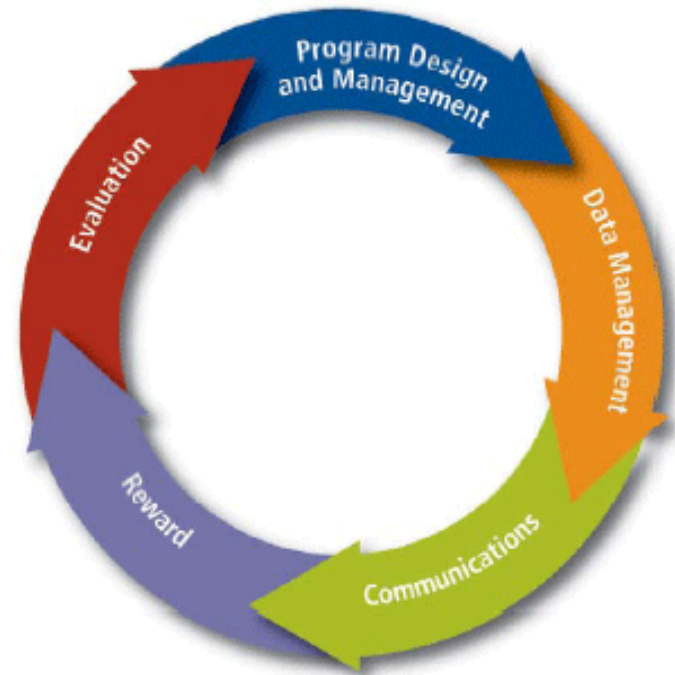 Program Design
and Management
Data Management
Communications
Reward
Evaluation